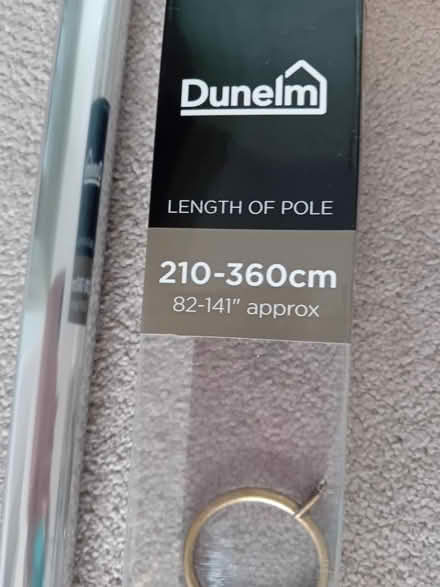 Dunelm
LENGTH OF POLE
210-360cm
82-141" approx